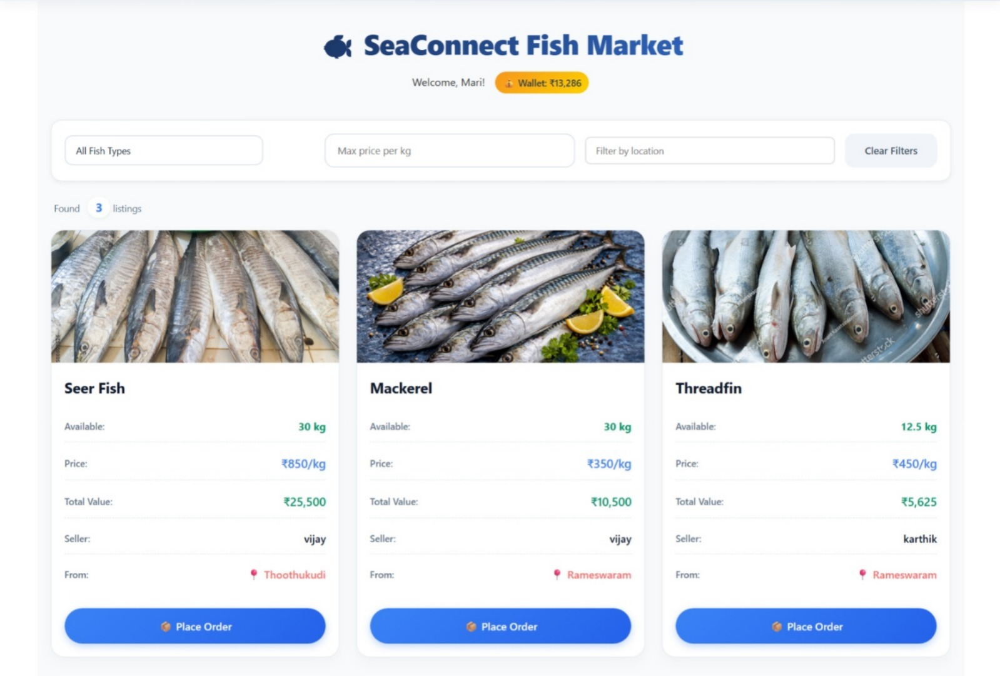 SeaConnect Fish Market
Welcome, Mari! Wallet: ₹13,286
All Fish Types
Max price per kg
Filter by location
Clear Filters
Found 3 listings
shutterstock
Seer Fish
Available: 30 kg
Price: ₹850/kg
Total Value: ₹25,500
Seller: vijay
From: Thoothukudi
Place Order
Mackerel
Available: 30 kg
Price: ₹350/kg
Total Value: ₹10,500
Seller: vijay
From: Rameswaram
Place Order
Threadfin
Available: 12.5 kg
Price: ₹450/kg
Total Value: ₹5,625
Seller: karthik
From: Rameswaram
Place Order